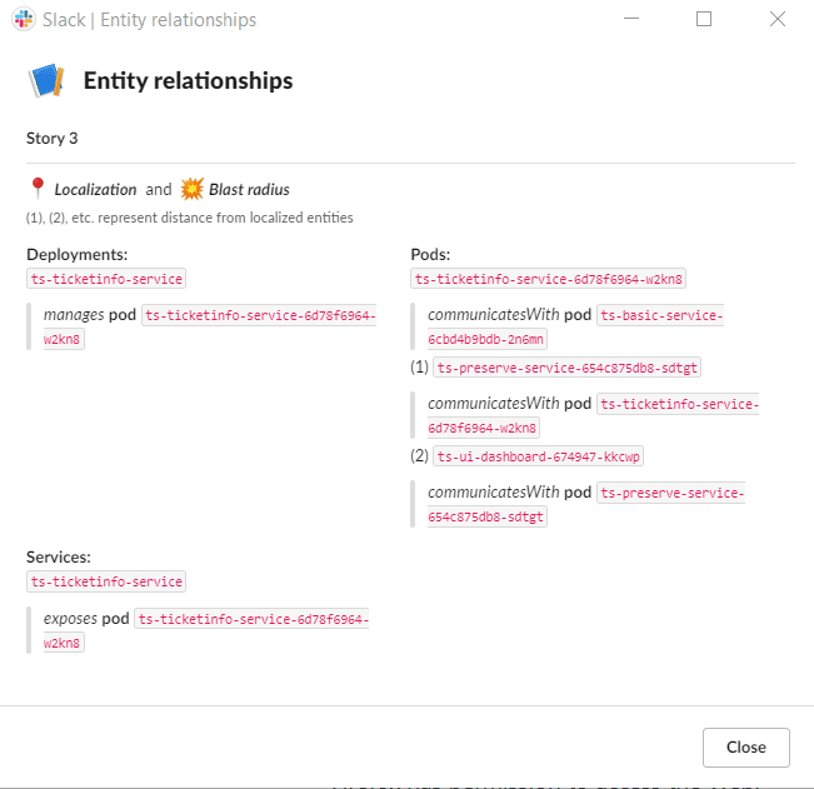 Slack | Entity relationships
Entity relationships
Story 3
Localization and Blast radius
(1), (2), etc. represent distance from localized entities
Deployments:
ts-ticketinfo-service
manages pod ts-ticketinfo-service-6d78f6964-
w2kn8
Pods:
ts-ticketinfo-service-6d78f6964-w2kn8
communicatesWith pod ts-basic-service-
6cbd4b9bdb-2n6mn
(1) ts-preserve-service-654c875db8-sdtgt
communicatesWith pod ts-ticketinfo-service-
6d78f6964-w2kn8
(2) ts-ui-dashboard-674947-kkcwp
communicatesWith pod ts-preserve-service-
654c875db8-sdtgt
Services:
ts-ticketinfo-service
exposes pod ts-ticketinfo-service-6d78f6964-
w2kn8
Close